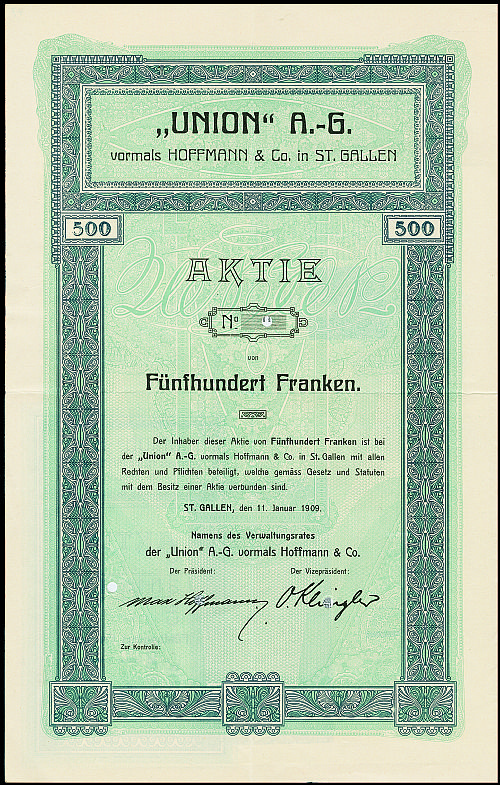 „UNION“ A.-G.
vormals HOFFMANN & Co. in ST. GALLEN
500 500
AKTIE
No
von
Fünfhundert Franken.
Der Inhaber dieser Aktie von Fünfhundert Franken ist bei
der „Union“ A.-G. vormals Hoffmann & Co. in St. Gallen mit allen
Rechten und Pflichten beteiligt, welche gemäss Gesetz und Statuten
mit dem Besitz einer Aktie verbunden sind.
ST. GALLEN, den 11. Januar 1909.
Namens des Verwaltungsrates
der „Union“ A.-G. vormals Hoffmann & Co.
Der Präsident: Der Vizepräsident:
Max Hoffmann O. Klingler
Zur Kontrolle: